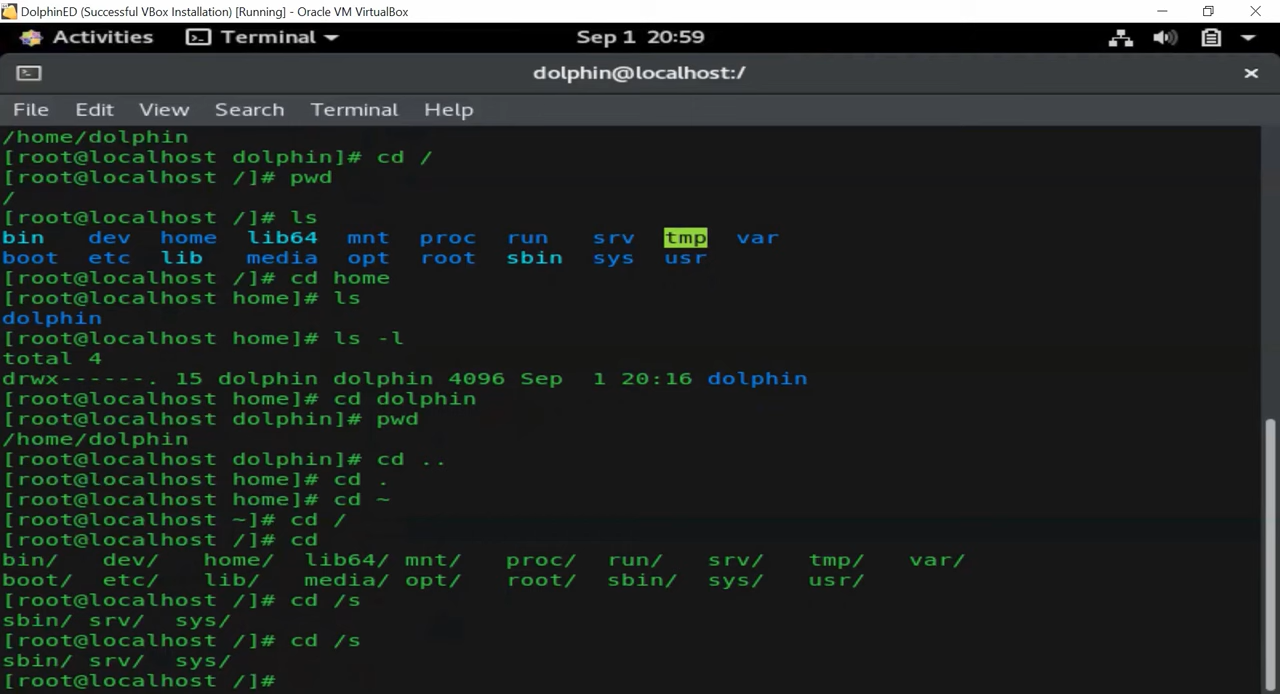 DolphinED (Successful VBox Installation) [Running] - Oracle VM VirtualBox
Activities Terminal Sep 1 20:59
dolphin@localhost:/
File Edit View Search Terminal Help
/home/dolphin
[root@localhost dolphin]# cd /
[root@localhost /]# pwd
/
[root@localhost /]# ls
bin dev home lib64 mnt proc run srv tmp var
boot etc lib media opt root sbin sys usr
[root@localhost /]# cd home
[root@localhost home]# ls
dolphin
[root@localhost home]# ls -l
total 4
drwx------. 15 dolphin dolphin 4096 Sep  1 20:16 dolphin
[root@localhost home]# cd dolphin
[root@localhost dolphin]# pwd
/home/dolphin
[root@localhost dolphin]# cd ..
[root@localhost home]# cd .
[root@localhost home]# cd ~
[root@localhost ~]# cd /
[root@localhost /]# cd
bin/ dev/ home/ lib64/ mnt/ proc/ run/ srv/ tmp/ var/
boot/ etc/ lib/ media/ opt/ root/ sbin/ sys/ usr/
[root@localhost /]# cd /s
sbin/ srv/ sys/
[root@localhost /]# cd /s
sbin/ srv/ sys/
[root@localhost /]#